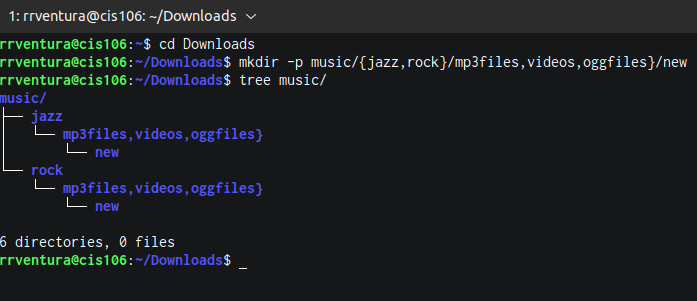 1: rrventura@cis106: ~/Downloads
rrventura@cis106:~$ cd Downloads
rrventura@cis106:~/Downloads$ mkdir -p music/{jazz,rock}/mp3files,videos,oggfiles}/new
rrventura@cis106:~/Downloads$ tree music/
music/
├── jazz
│   └── mp3files,videos,oggfiles}
│       └── new
└── rock
    └── mp3files,videos,oggfiles}
        └── new
6 directories, 0 files
rrventura@cis106:~/Downloads$ _